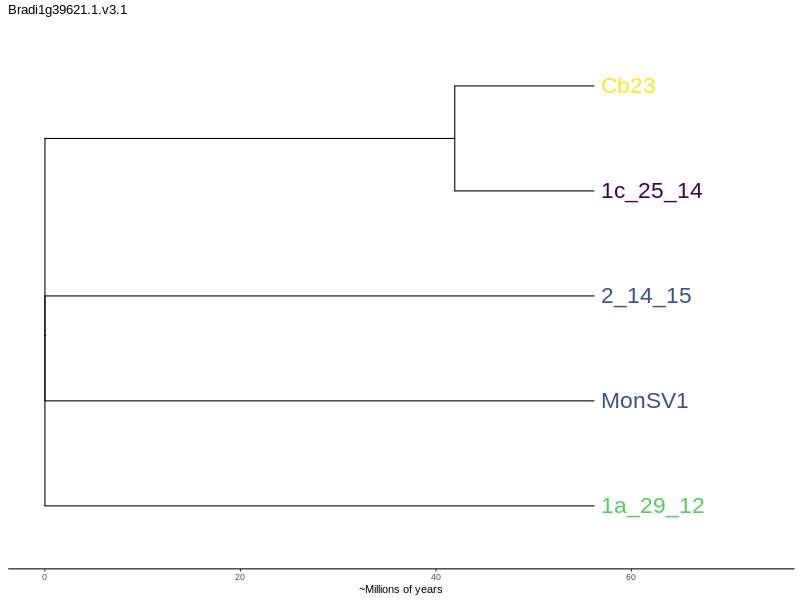 Bradi1g39621.1.v3.1
Cb23
1c_25_14
2_14_15
MonSV1
1a_29_12
0 20 40 60
~Millions of years